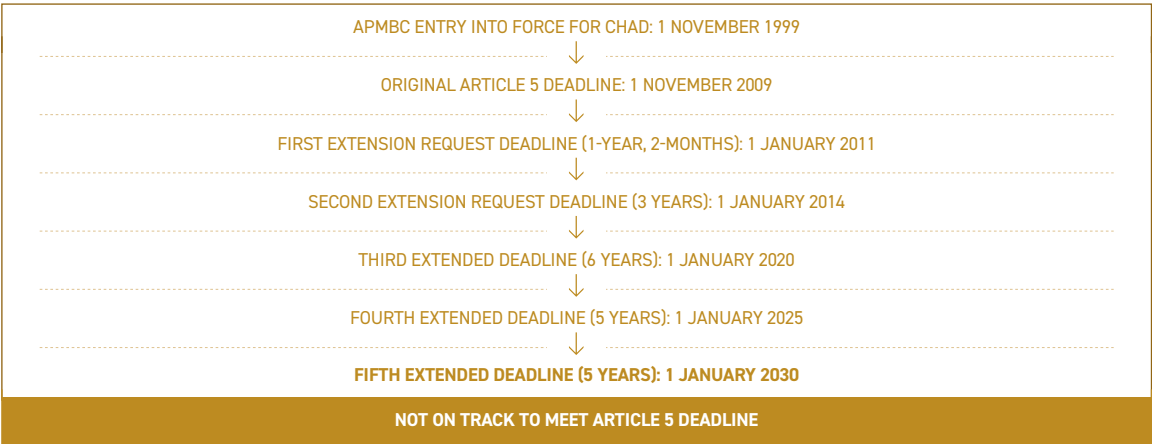 APMBC ENTRY INTO FORCE FOR CHAD: 1 NOVEMBER 1999
ORIGINAL ARTICLE 5 DEADLINE: 1 NOVEMBER 2009
FIRST EXTENSION REQUEST DEADLINE (1-YEAR, 2-MONTHS): 1 JANUARY 2011
SECOND EXTENSION REQUEST DEADLINE (3 YEARS): 1 JANUARY 2014
THIRD EXTENDED DEADLINE (6 YEARS): 1 JANUARY 2020
FOURTH EXTENDED DEADLINE (5 YEARS): 1 JANUARY 2025
FIFTH EXTENDED DEADLINE (5 YEARS): 1 JANUARY 2030
NOT ON TRACK TO MEET ARTICLE 5 DEADLINE